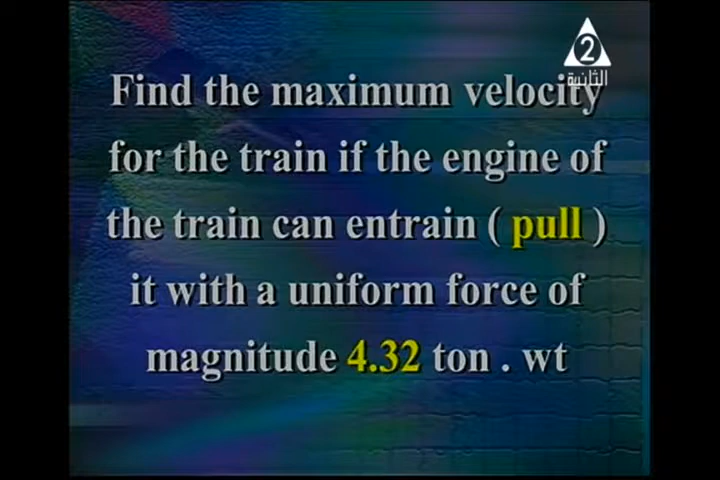 2
الثانية
Find the maximum velocity
for the train if the engine of
the train can entrain ( pull )
it with a uniform force of
magnitude 4.32 ton . wt